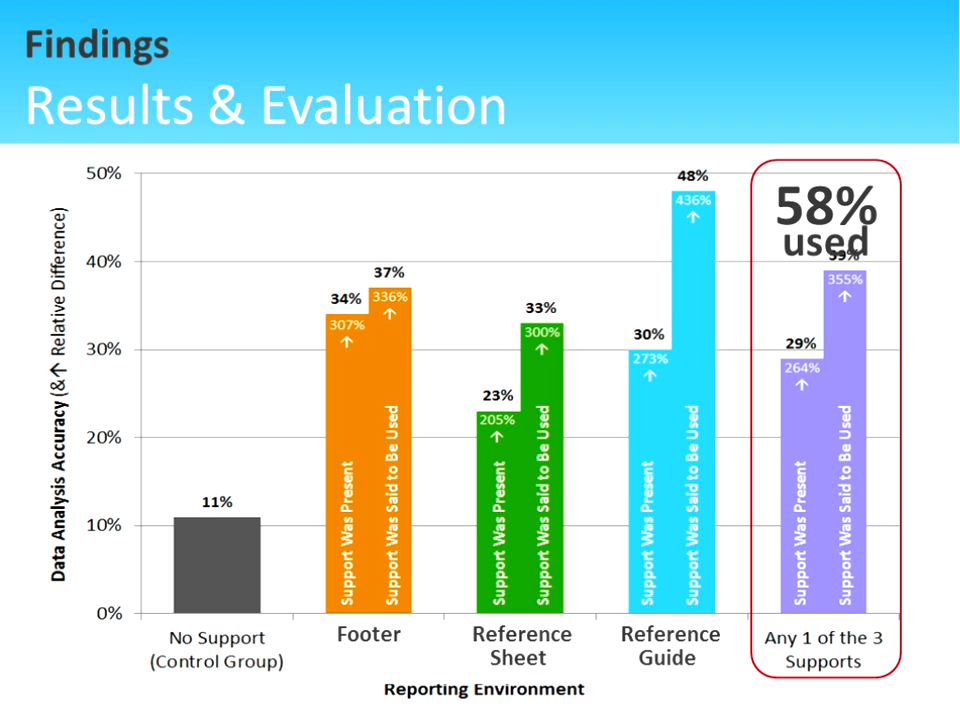 Findings
Results & Evaluation
50%
40%
30%
20%
10%
0%
Data Analysis Accuracy (&↑ Relative Difference)
11%
34%
307%
↑
Support Was Present
37%
336%
↑
Support Was Said to Be Used
23%
205%
↑
Support Was Present
33%
300%
↑
Support Was Said to Be Used
30%
273%
↑
Support Was Present
48%
436%
↑
Support Was Said to Be Used
58%
used
29%
264%
↑
Support Was Present
39%
355%
↑
Support Was Said to Be Used
No Support
(Control Group)
Footer
Reference
Sheet
Reference
Guide
Any 1 of the 3
Supports
Reporting Environment